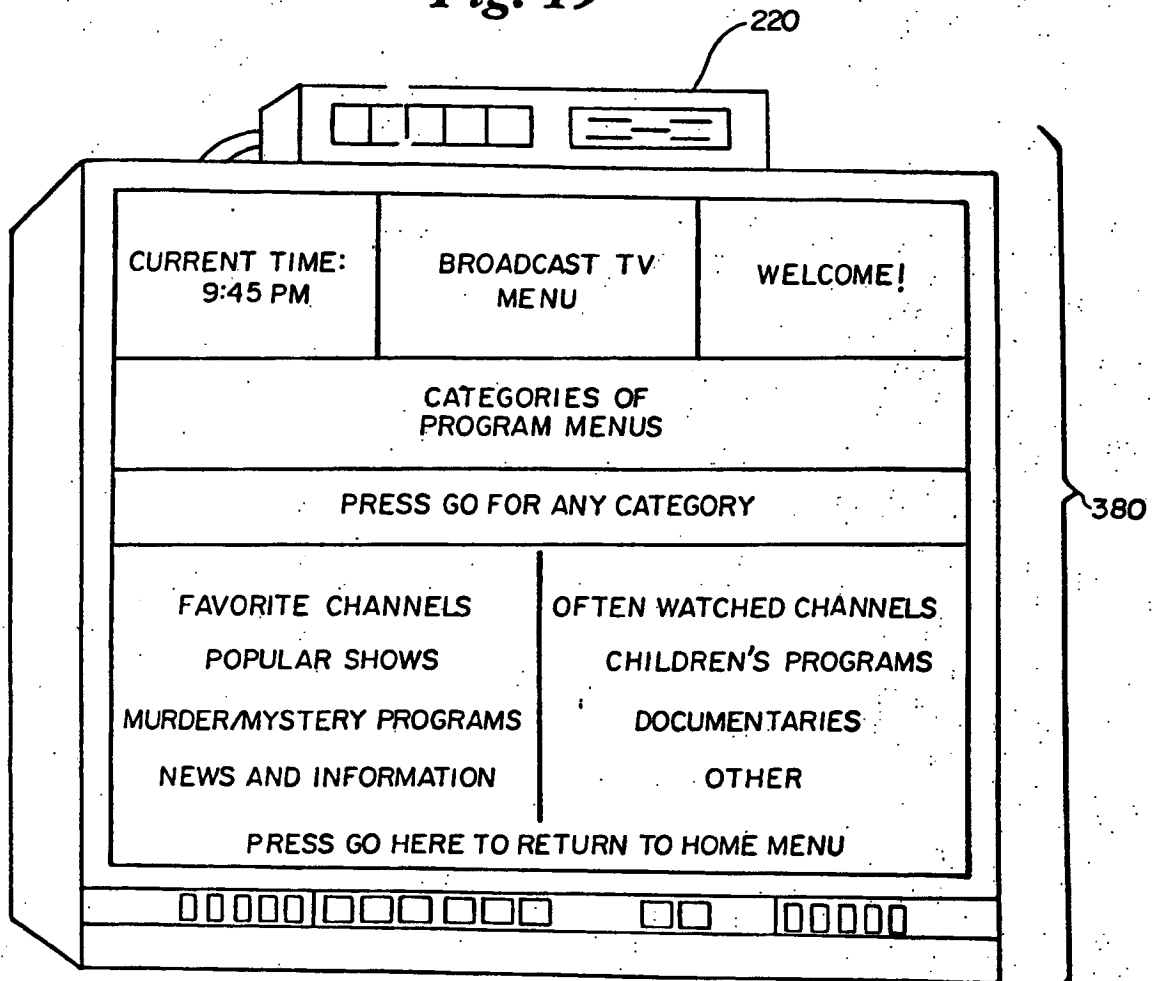 Fig. 19
220
CURRENT TIME:
9:45 PM
BROADCAST TV
MENU
WELCOME!
CATEGORIES OF
PROGRAM MENUS
PRESS GO FOR ANY CATEGORY
380
FAVORITE CHANNELS
OFTEN WATCHED CHANNELS
POPULAR SHOWS
CHILDREN'S PROGRAMS
MURDER/MYSTERY PROGRAMS
DOCUMENTARIES
NEWS AND INFORMATION
OTHER
PRESS GO HERE TO RETURN TO HOME MENU